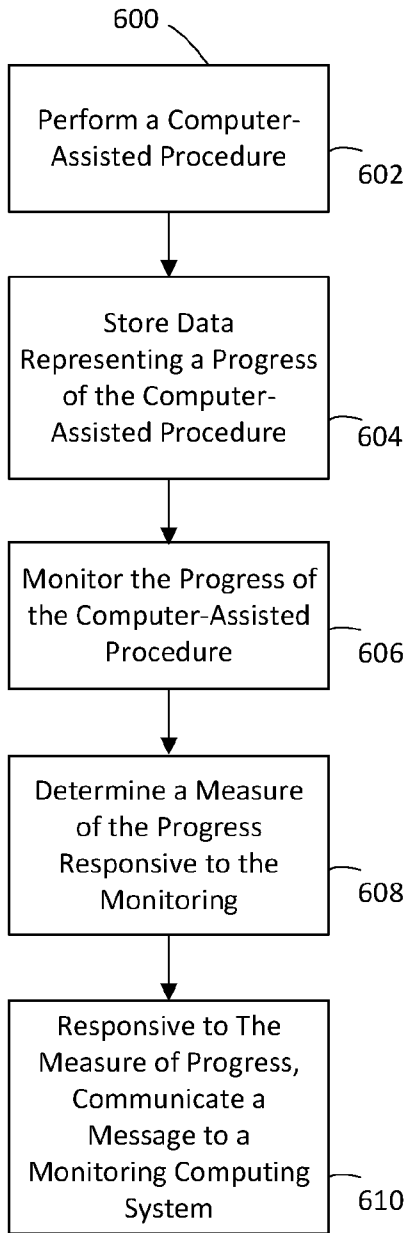 600
Perform a Computer-
Assisted Procedure
602
Store Data
Representing a Progress
of the Computer-
Assisted Procedure
604
Monitor the Progress of
the Computer-Assisted
Procedure
606
Determine a Measure
of the Progress
Responsive to the
Monitoring
608
Responsive to The
Measure of Progress,
Communicate a
Message to a
Monitoring Computing
System
610